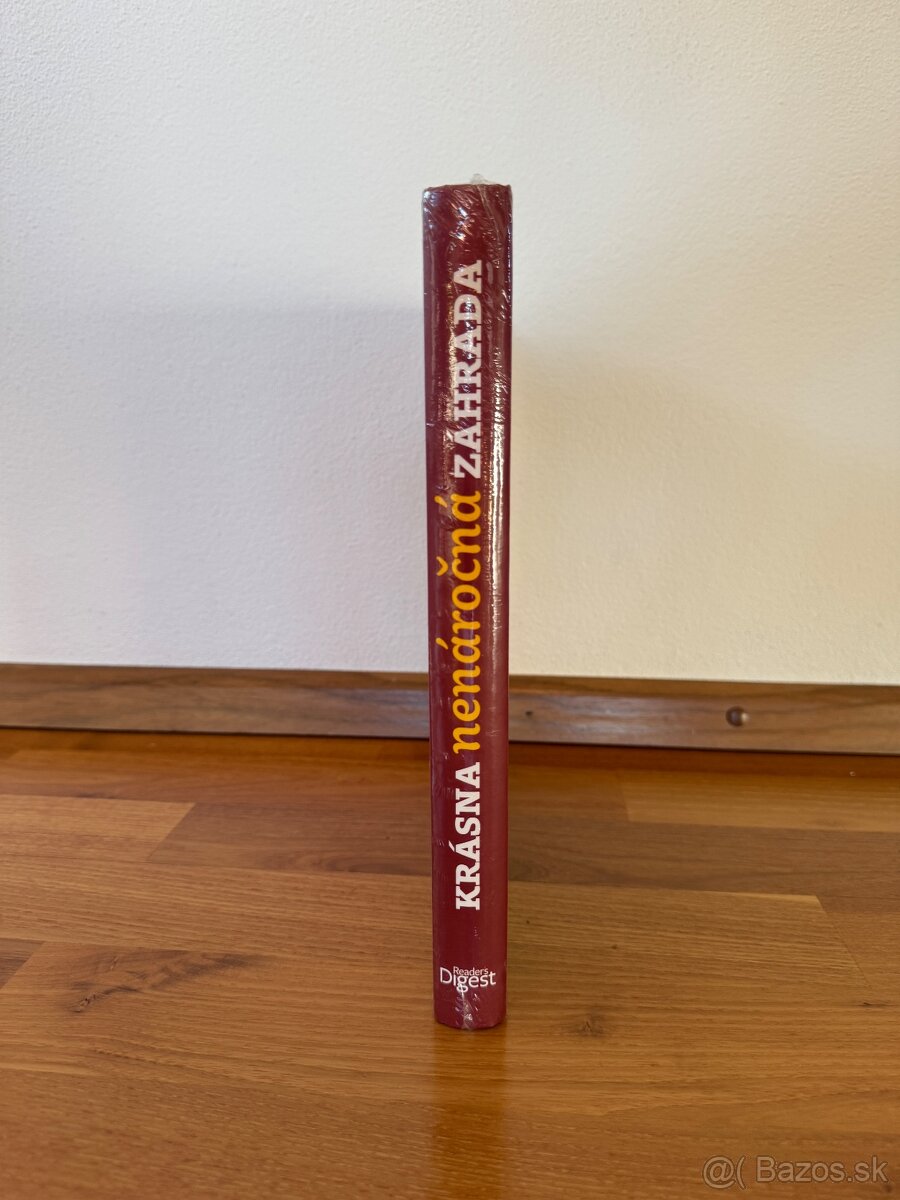 KRÁSNA nenáročná ZÁHRADA
Readers
Digest
@( Bazos.sk